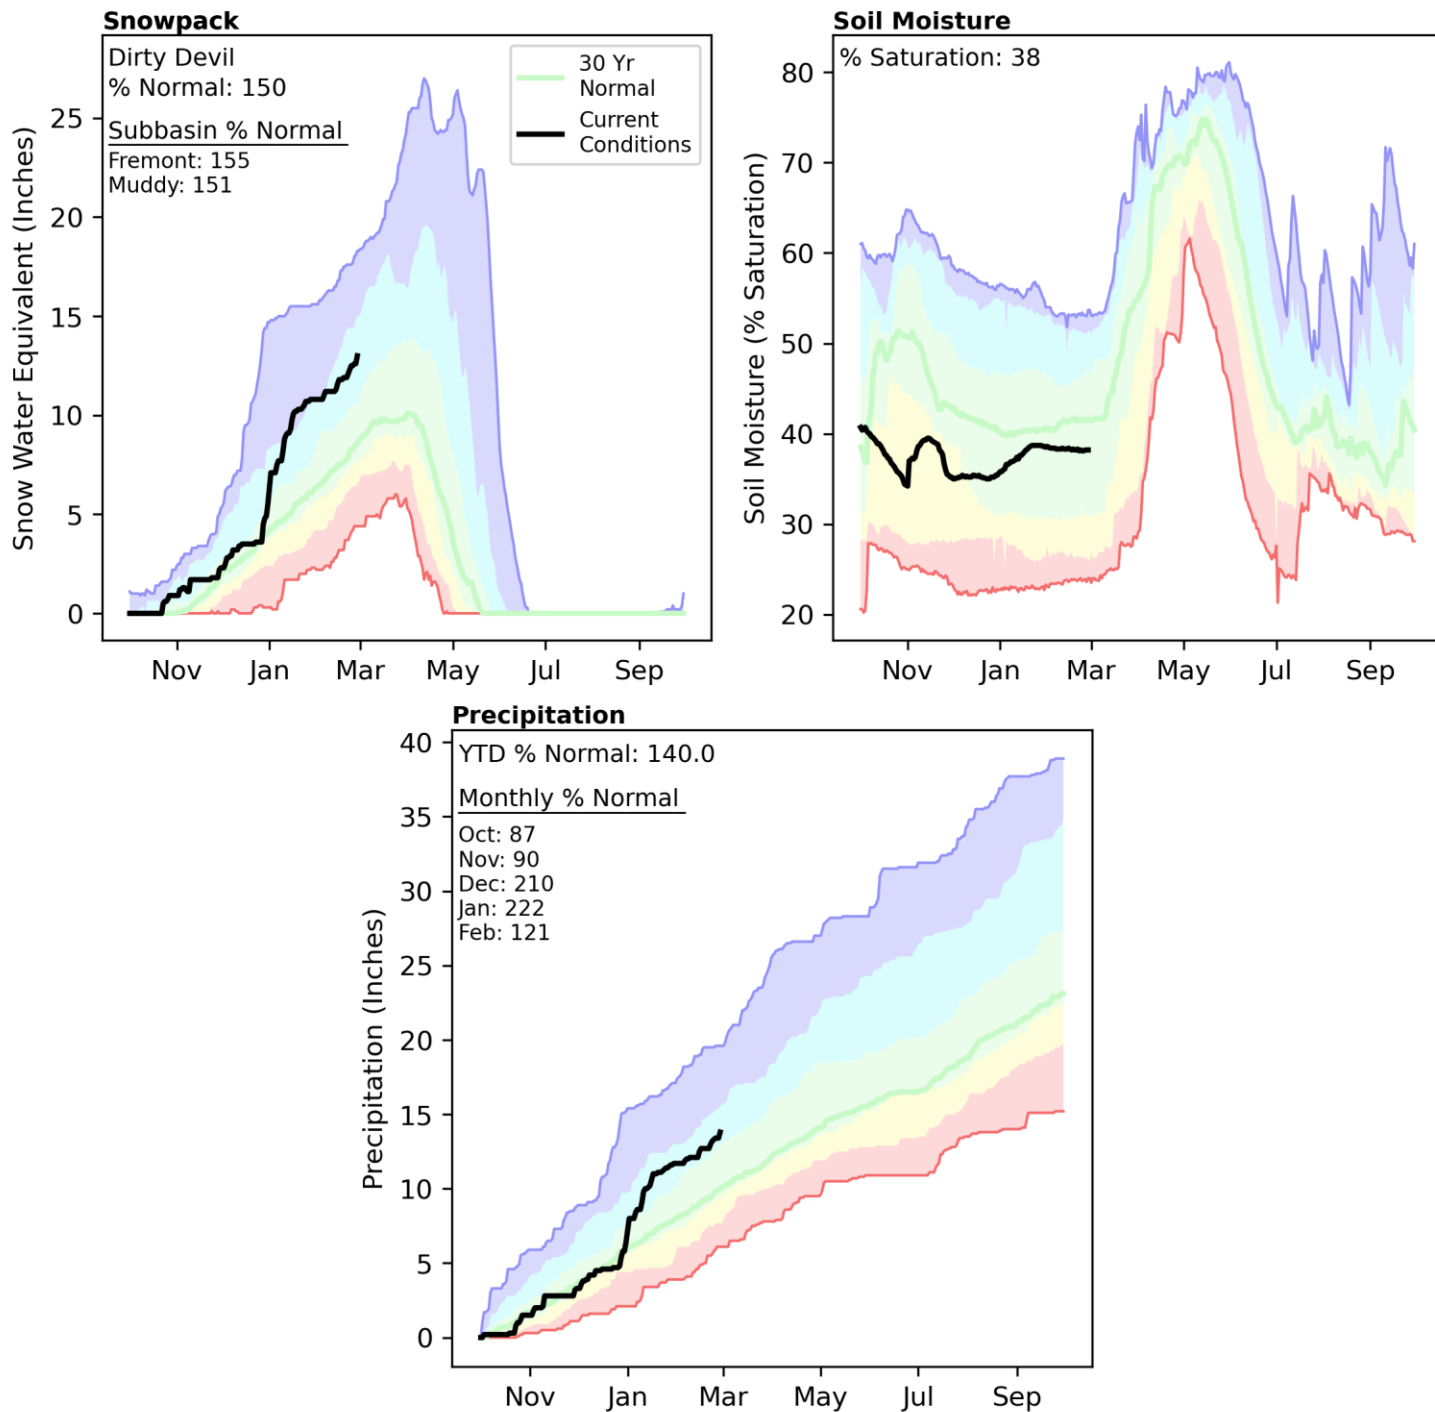 Snowpack
Dirty Devil
% Normal: 150
Subbasin % Normal
Fremont: 155
Muddy: 151
30 Yr
Normal
Current
Conditions
Snow Water Equivalent (Inches)
25
20
15
10
5
0
Nov Jan Mar May Jul Sep
Soil Moisture
% Saturation: 38
Soil Moisture (% Saturation)
80
70
60
50
40
30
20
Nov Jan Mar May Jul Sep
Precipitation
YTD % Normal: 140.0
Monthly % Normal
Oct: 87
Nov: 90
Dec: 210
Jan: 222
Feb: 121
Precipitation (Inches)
40
35
30
25
20
15
10
5
0
Nov Jan Mar May Jul Sep